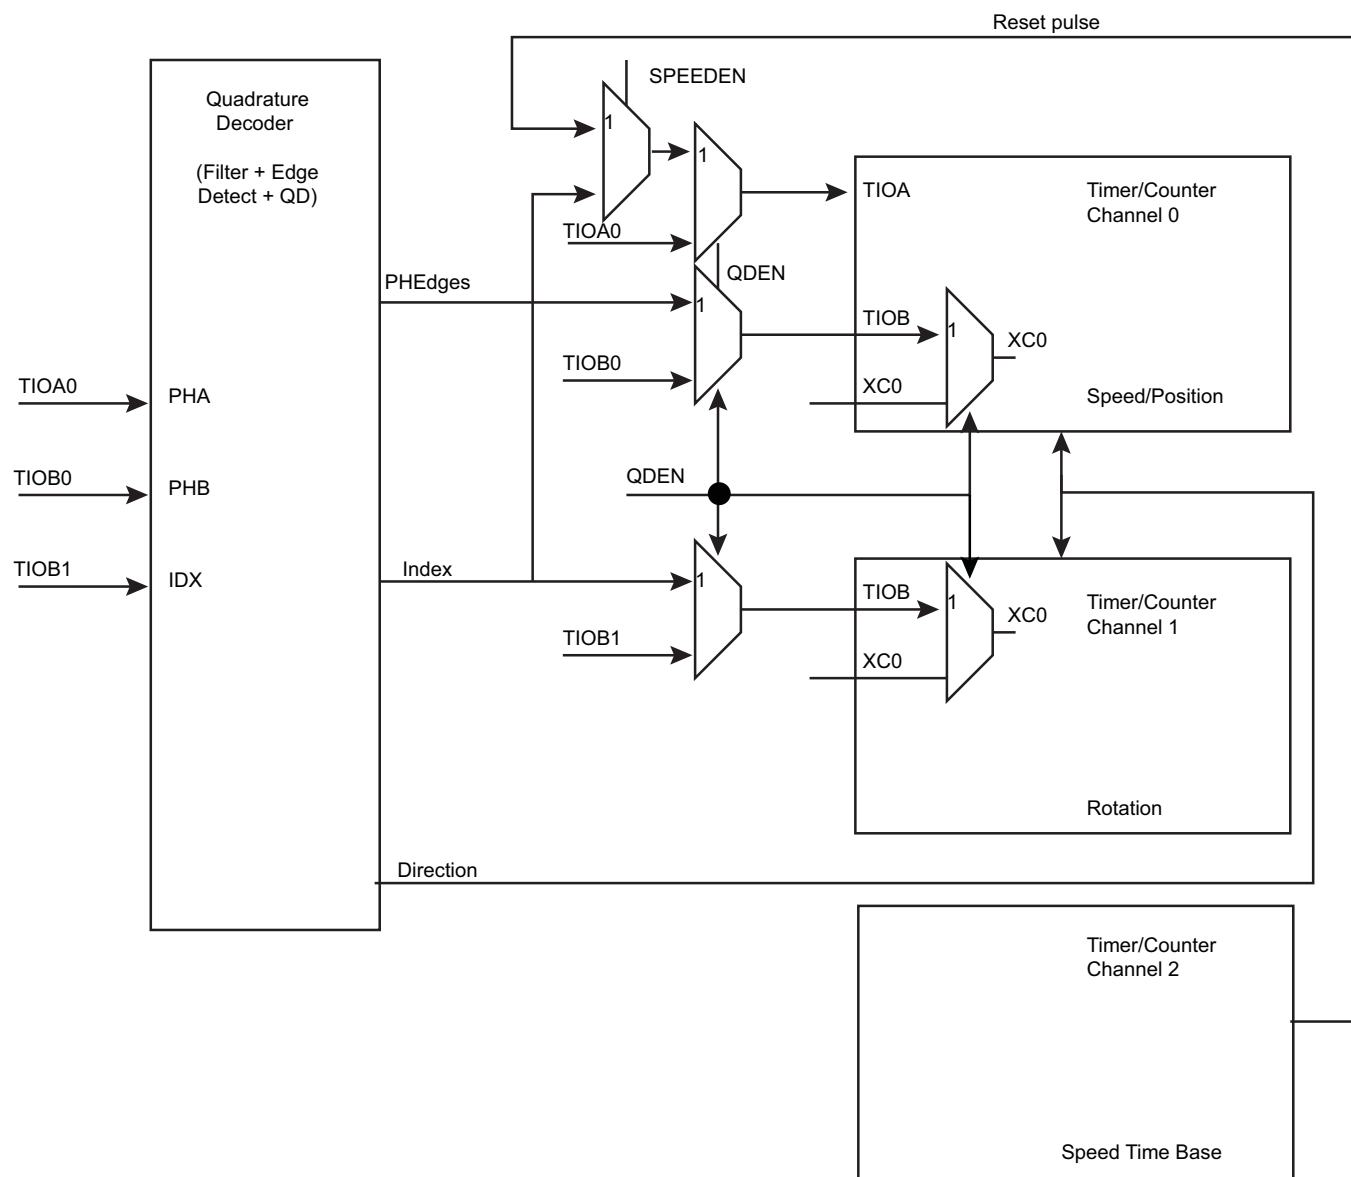 Reset pulse
SPEEDEN
Quadrature
Decoder
(Filter + Edge
Detect + QD)
1
1
TIOA
Timer/Counter
Channel 0
TIOA0
QDEN
PHEdges
1
TIOB
1
XC0
TIOB0
TIOA0
PHA
XC0
Speed/Position
TIOB0
PHB
QDEN
TIOB1
IDX
Index
1
TIOB
1
XC0
Timer/Counter
Channel 1
TIOB1
XC0
Rotation
Direction
Timer/Counter
Channel 2
Speed Time Base